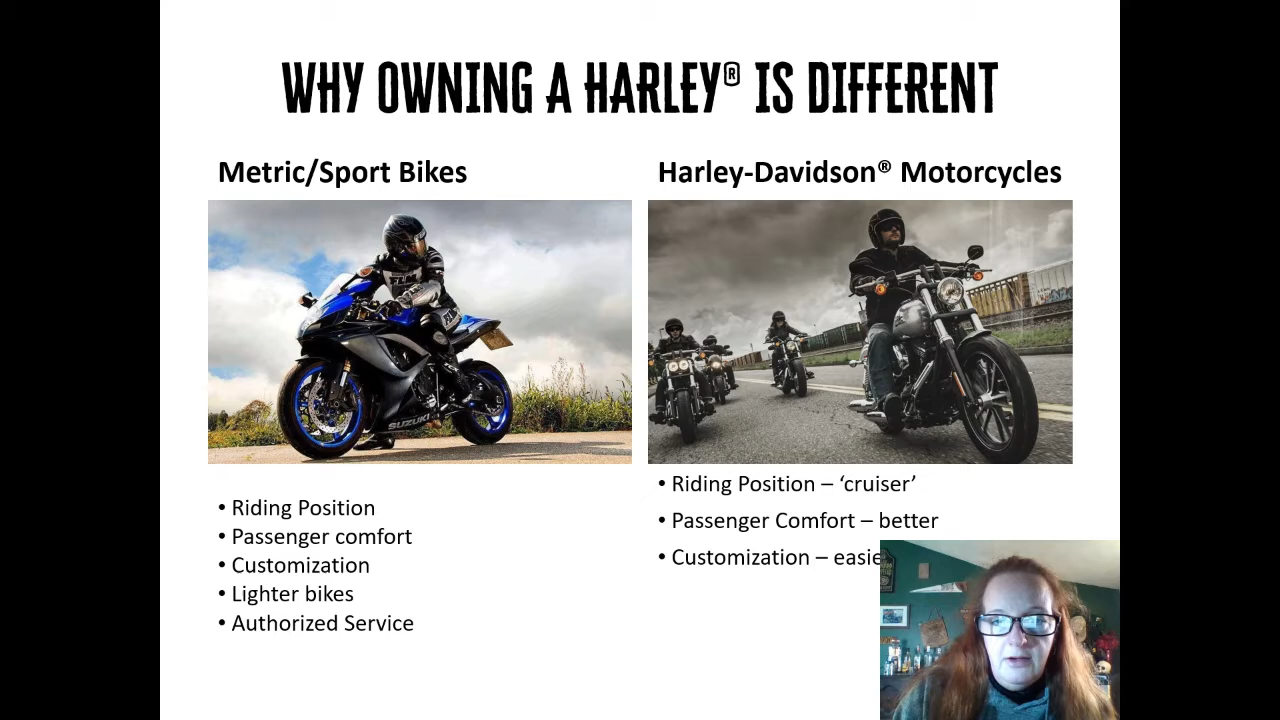 WHY OWNING A HARLEY® IS DIFFERENT
Metric/Sport Bikes
Harley-Davidson® Motorcycles
SUZUKI
• Riding Position
• Passenger comfort
• Customization
• Lighter bikes
• Authorized Service
• Riding Position – ‘cruiser’
• Passenger Comfort – better
• Customization – easie